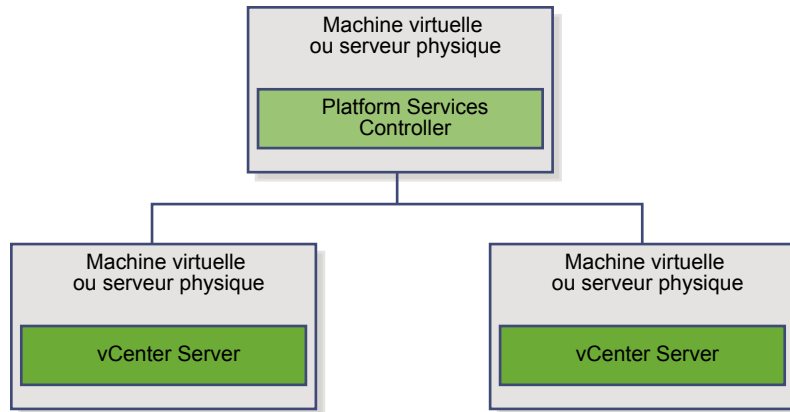 Machine virtuelle
ou serveur physique
Platform Services
Controller
Machine virtuelle
ou serveur physique
vCenter Server
Machine virtuelle
ou serveur physique
vCenter Server